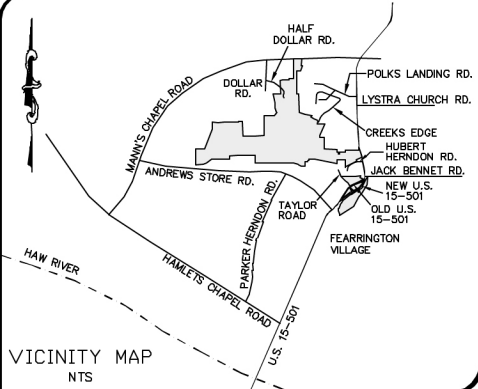 HALF
DOLLAR RD.
DOLLAR
RD.
POLKS LANDING RD.
LYSTRA CHURCH RD.
MANN'S CHAPEL ROAD
CREEKS EDGE
HUBERT
HERNDON RD.
JACK BENNET RD.
ANDREWS STORE RD.
NEW U.S.
15-501
TAYLOR
ROAD
OLD U.S.
15-501
PARKER HERNDON RD.
FEARRINGTON
VILLAGE
HAW RIVER
HAMLETS CHAPEL ROAD
U.S. 15-501
VICINITY MAP
NTS